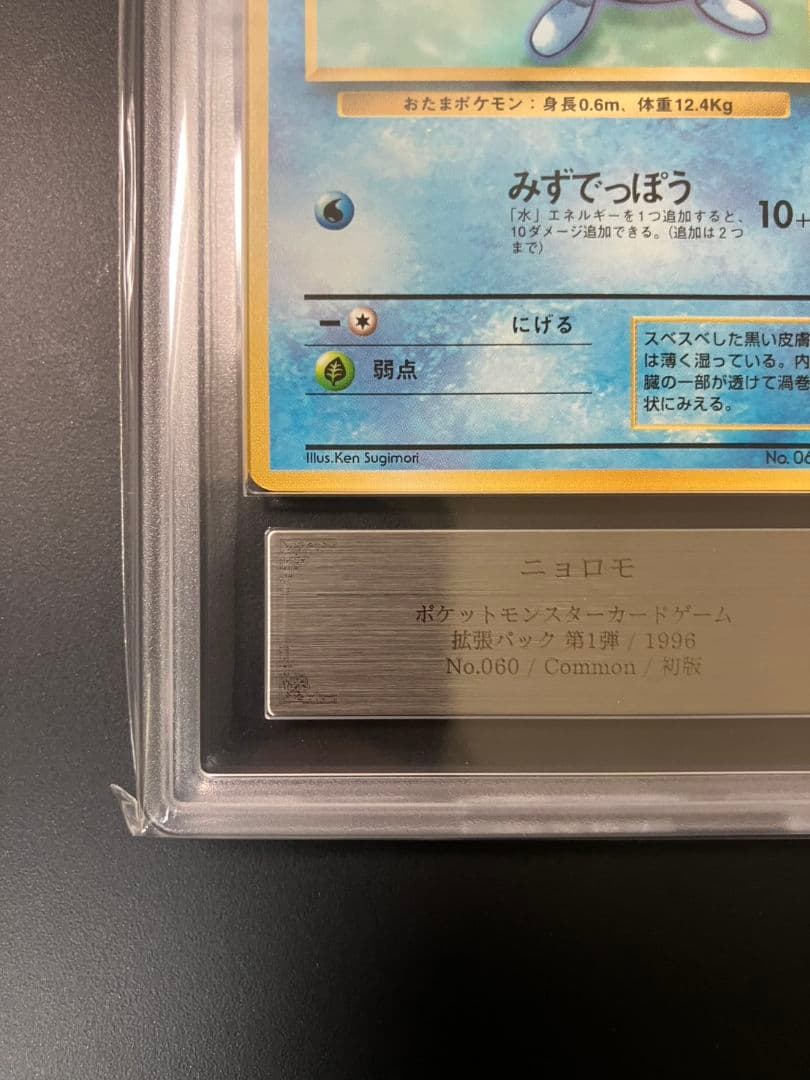 おたまポケモン：身長0.6m、体重12.4Kg
みずでっぽう
10+
「水」エネルギーを1つ追加すると、
10ダメージ追加できる。（追加は2つ
まで）
にげる
弱点
スベスベした黒い皮膚
は薄く湿っている。内
臓の一部が透けて渦巻
状にみえる。
Illus.Ken Sugimori
No. 06
ニョロモ
ポケットモンスターカードゲーム
拡張パック 第1弾 / 1996
No.060 / Common / 初版